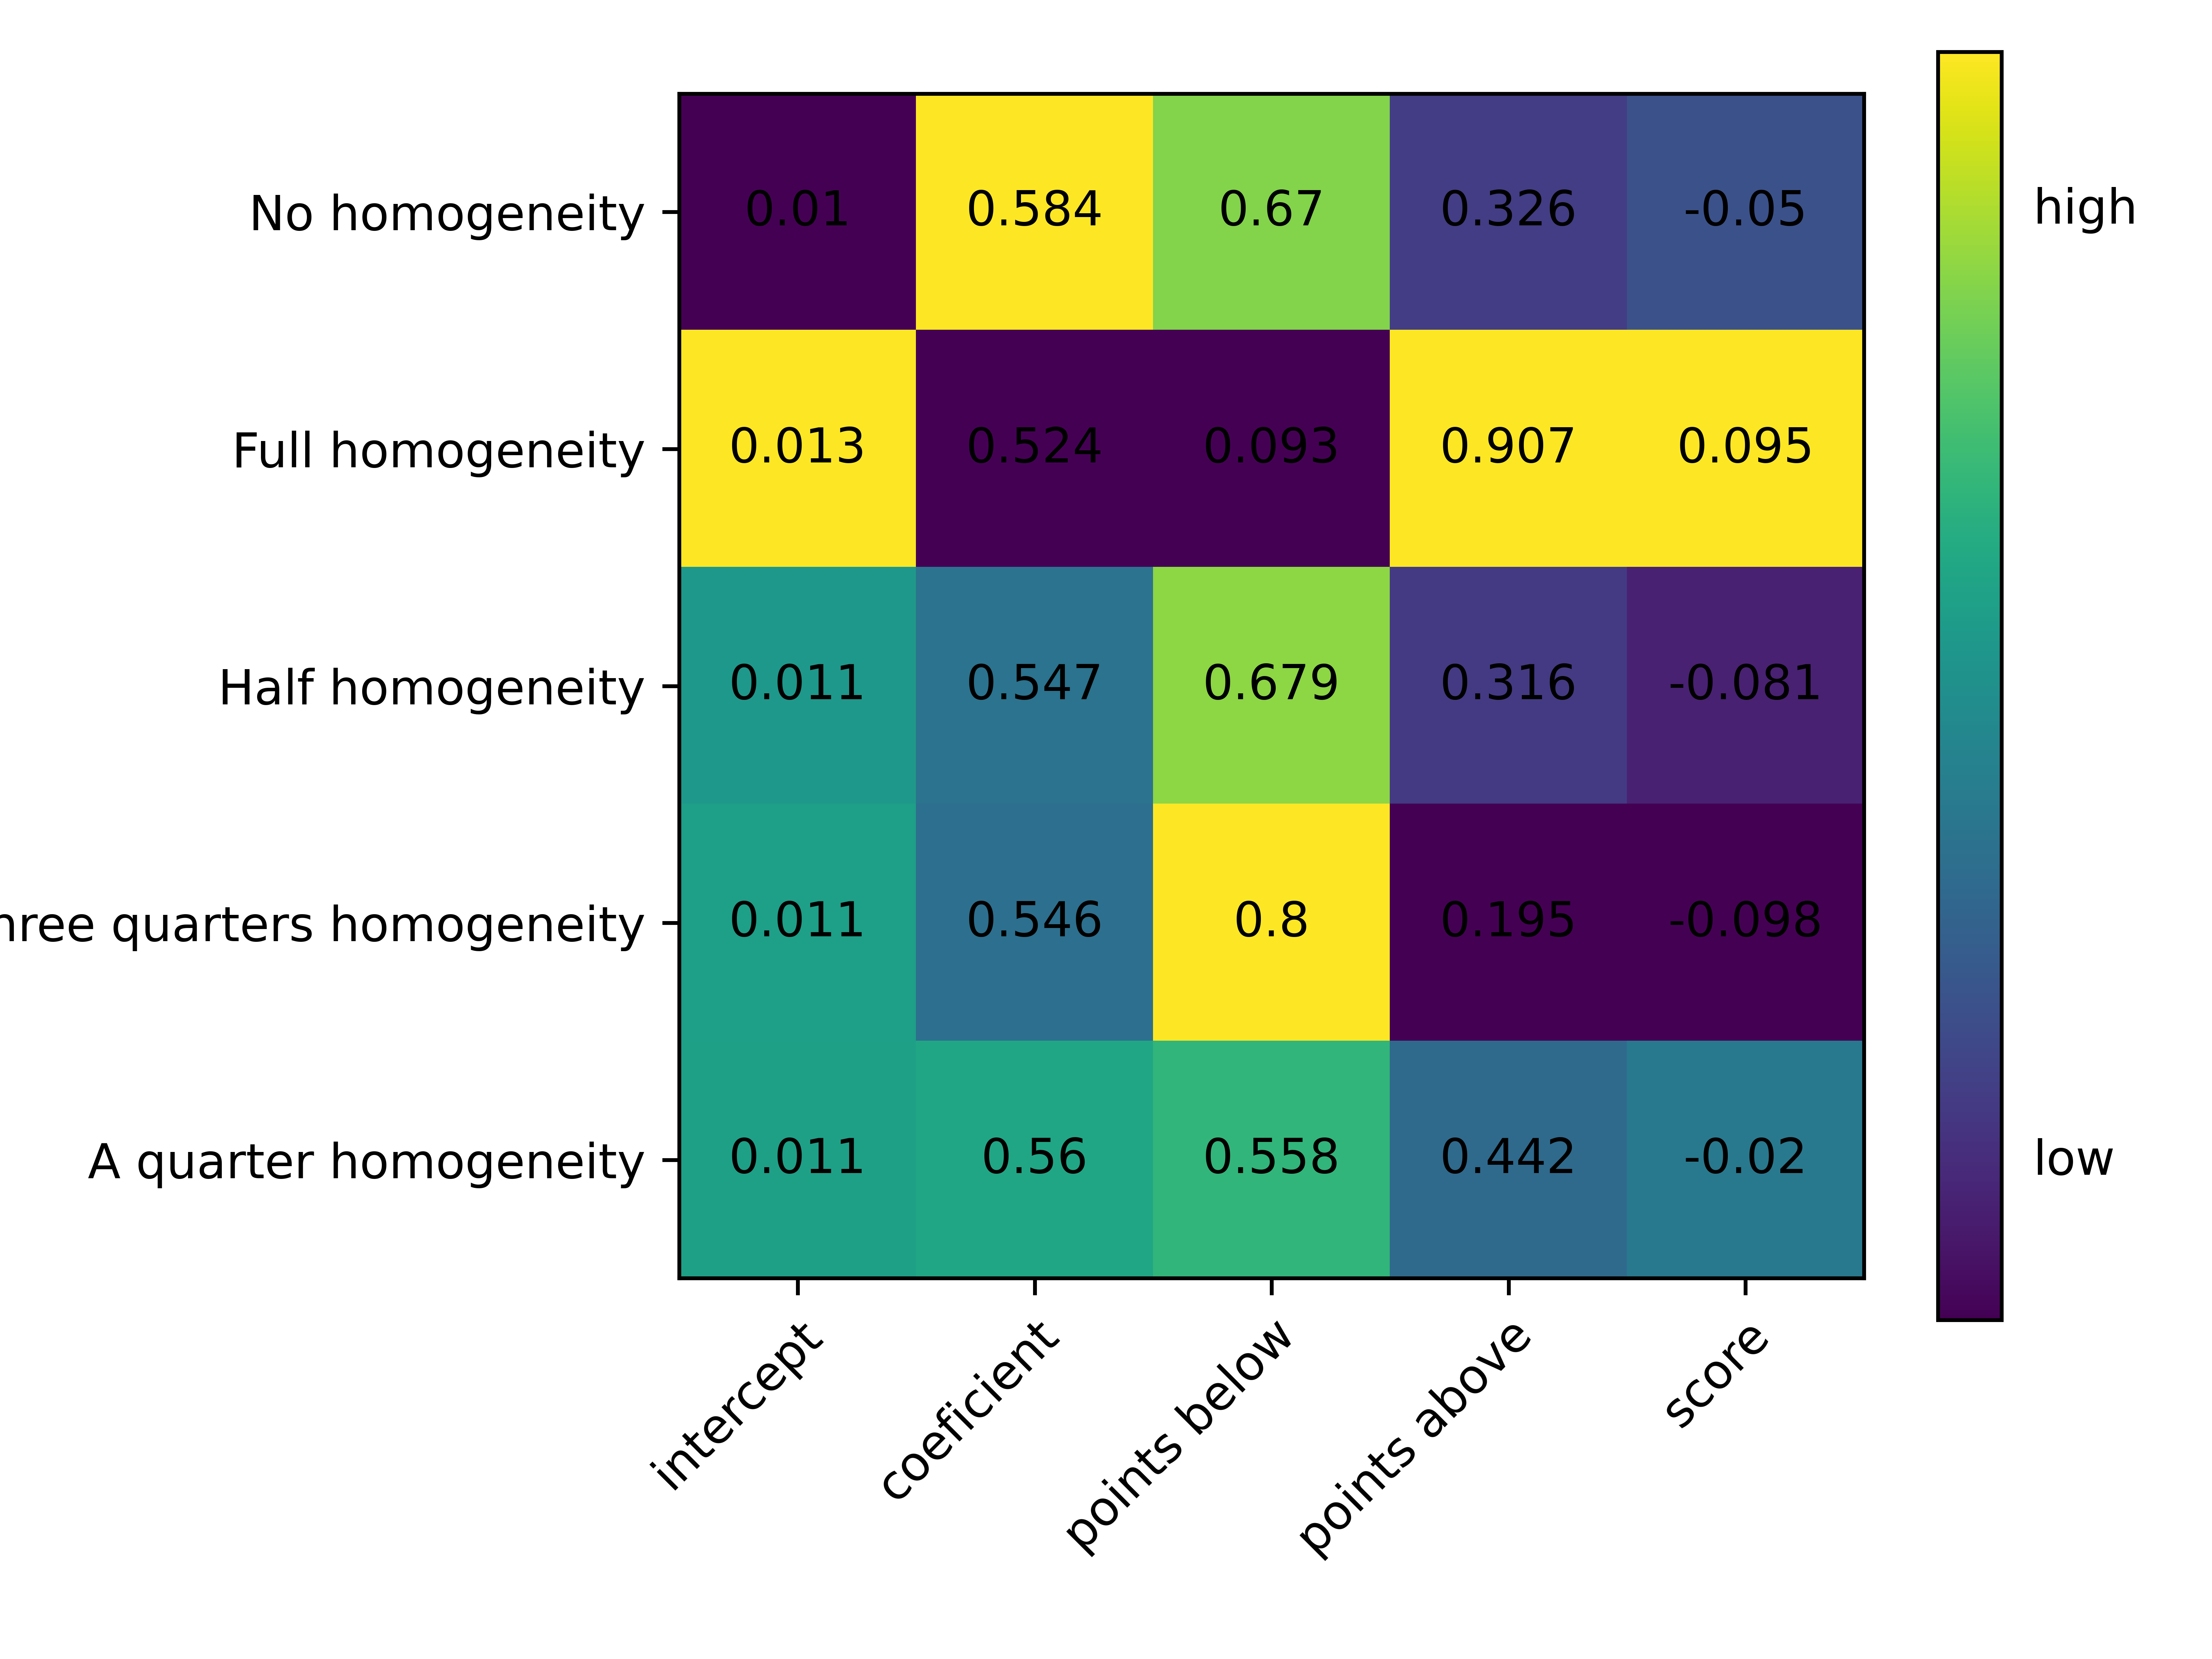 No homogeneity 0.01 0.584 0.67 0.326 -0.05
high
Full homogeneity 0.013 0.524 0.093 0.907 0.095
Half homogeneity 0.011 0.547 0.679 0.316 -0.081
hree quarters homogeneity 0.011 0.546 0.8 0.195 -0.098
A quarter homogeneity 0.011 0.56 0.558 0.442 -0.02
low
intercept coeficient points below points above score